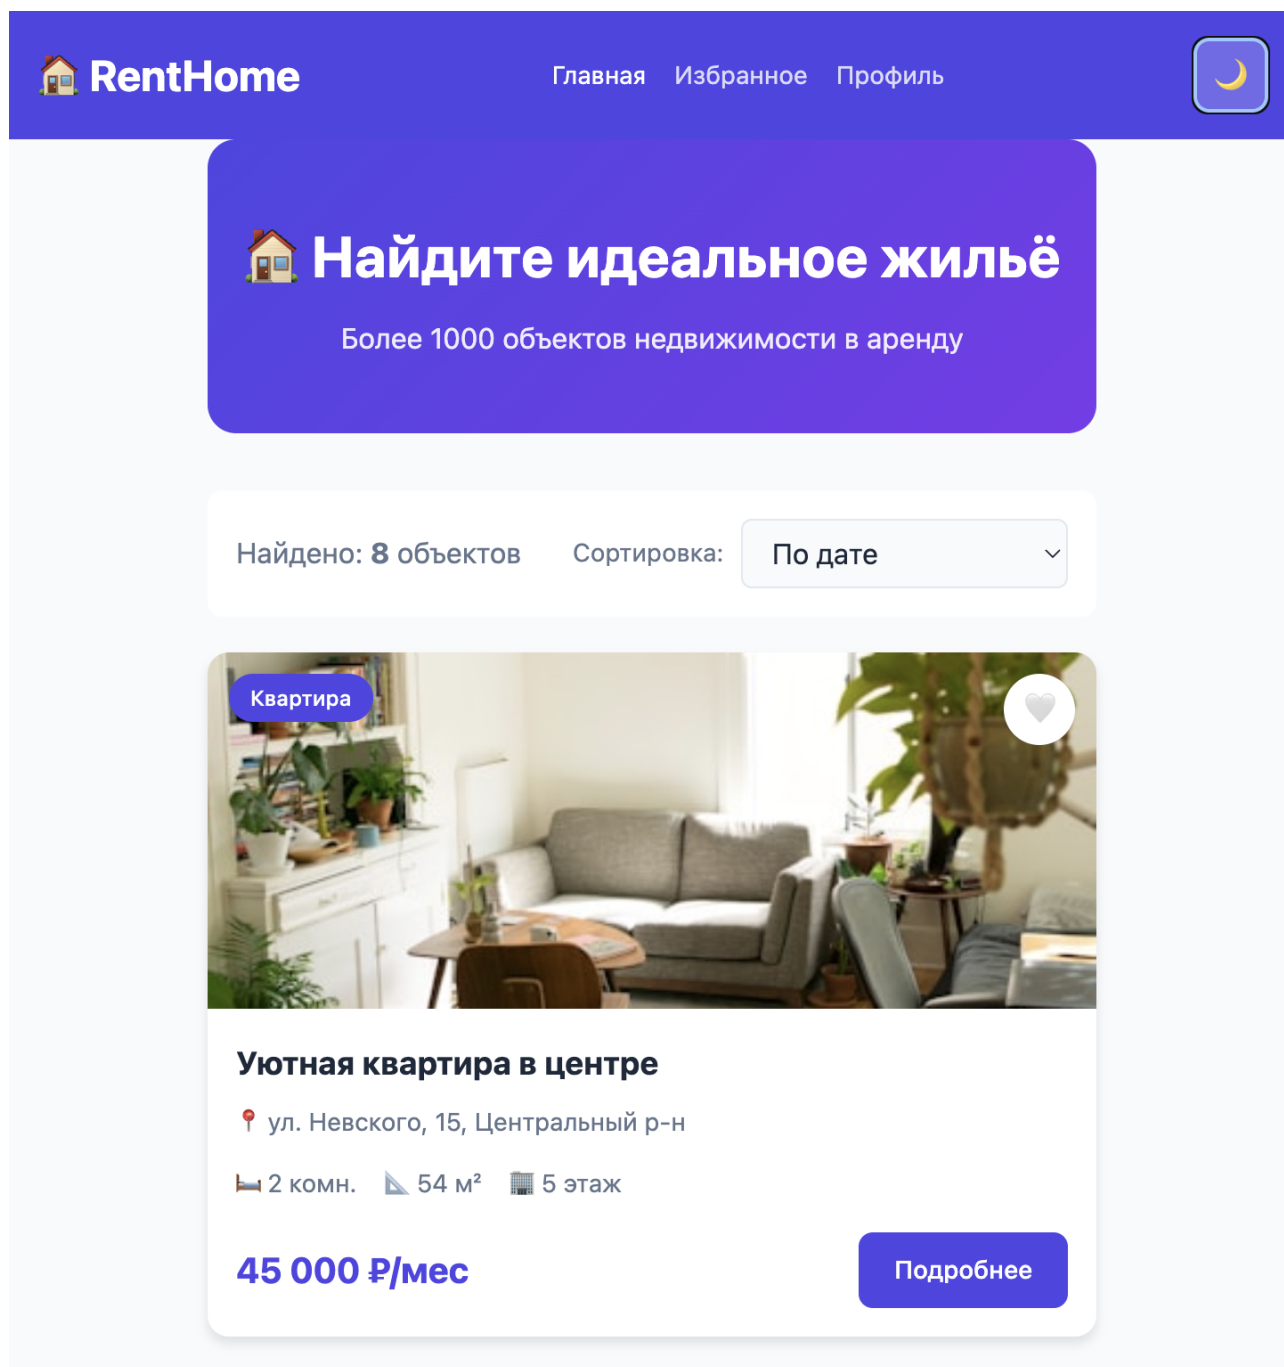 RentHome
Главная Избранное Профиль
Найдите идеальное жильё
Более 1000 объектов недвижимости в аренду
Найдено: 8 объектов Сортировка: По дате
Квартира
Уютная квартира в центре
ул. Невского, 15, Центральный р-н
2 комн. 54 м² 5 этаж
45 000 ₽/мес Подробнее